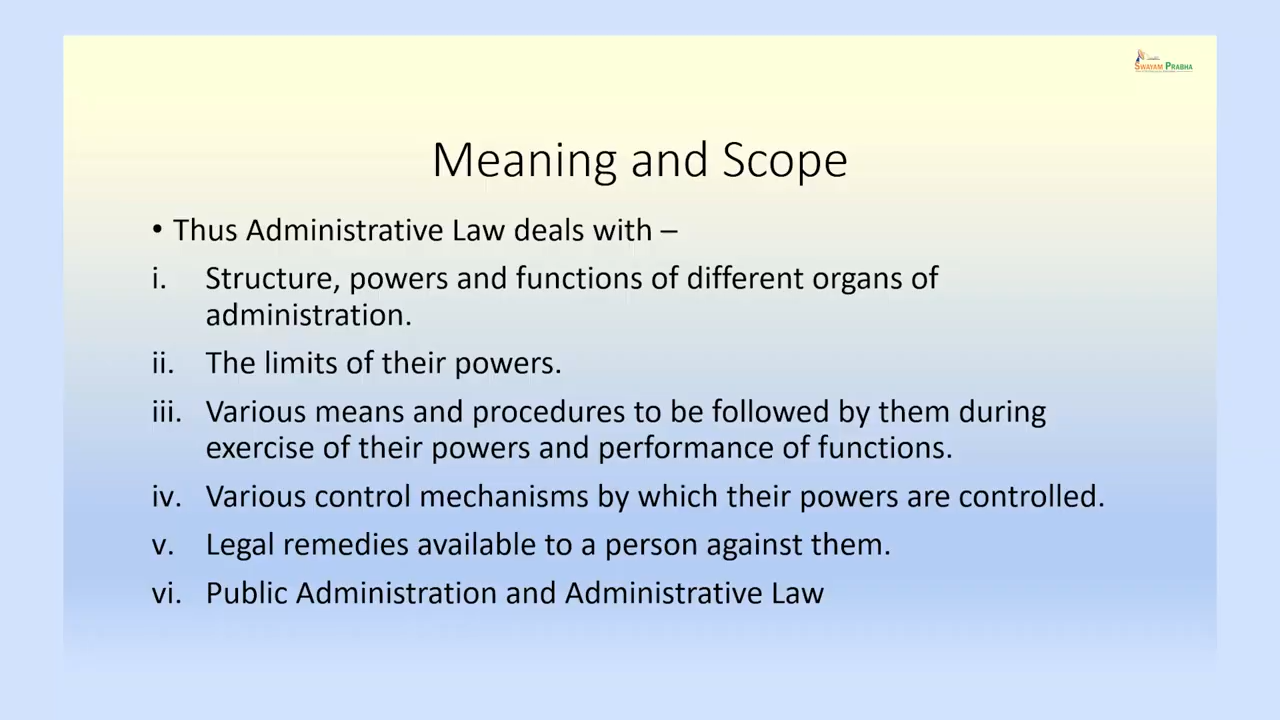 SWAYAM PRABHA
Meaning and Scope
• Thus Administrative Law deals with –
i. Structure, powers and functions of different organs of
administration.
ii. The limits of their powers.
iii. Various means and procedures to be followed by them during
exercise of their powers and performance of functions.
iv. Various control mechanisms by which their powers are controlled.
v. Legal remedies available to a person against them.
vi. Public Administration and Administrative Law